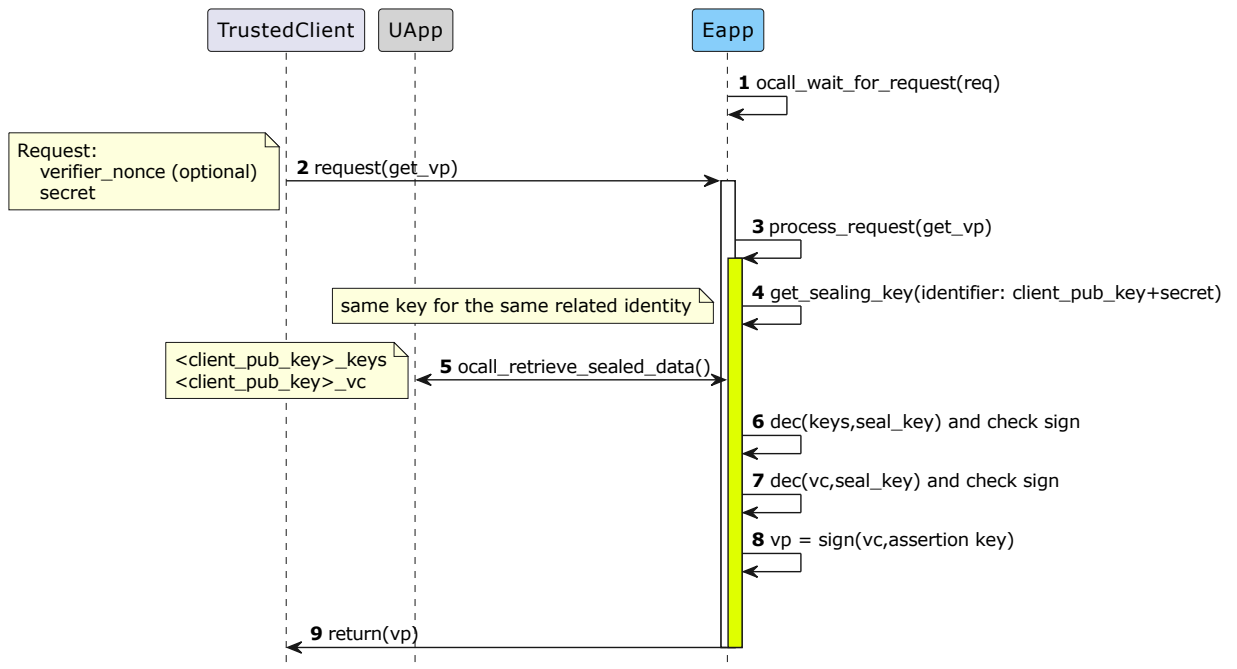 TrustedClient
UApp
Eapp
1 ocall_wait_for_request(req)
Request:
verifier_nonce (optional)
secret
2 request(get_vp)
3 process_request(get_vp)
same key for the same related identity
4 get_sealing_key(identifier: client_pub_key+secret)
<client_pub_key>_keys
<client_pub_key>_vc
5 ocall_retrieve_sealed_data()
6 dec(keys,seal_key) and check sign
7 dec(vc,seal_key) and check sign
8 vp = sign(vc,assertion key)
9 return(vp)